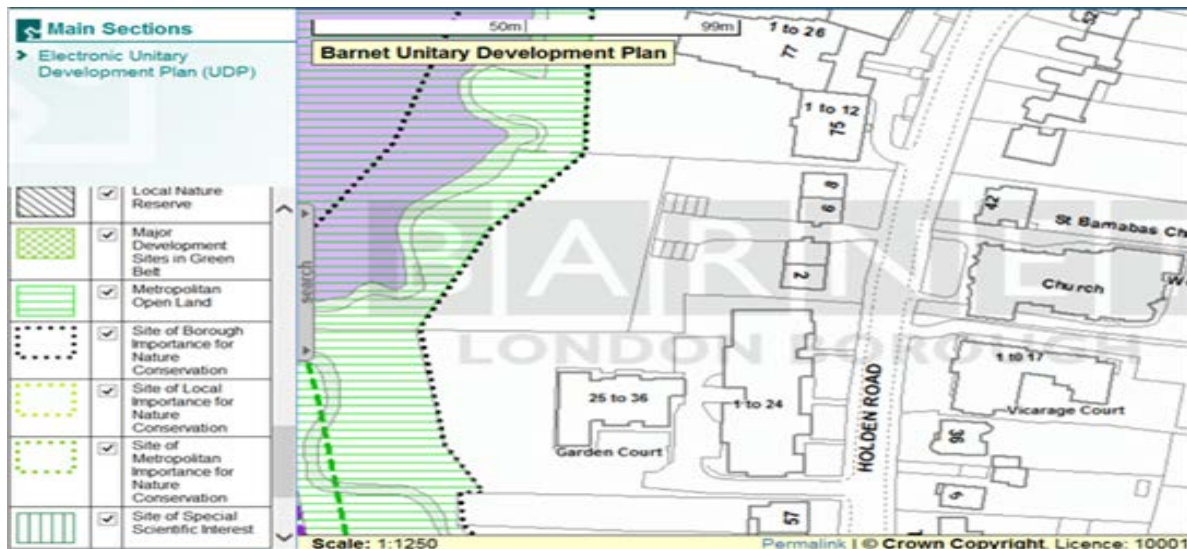 Main Sections
Electronic Unitary
Development Plan (UDP)
Local Nature
Reserve
Major
Development
Sites in Green
Belt
Metropolitan
Open Land
Site of Borough
Importance for
Nature
Conservation
Site of Local
Importance for
Nature
Conservation
Site of
Metropolitan
Importance for
Nature
Conservation
Site of Special
Scientific Interest
search
50m
99m
Barnet Unitary Development Plan
1 to 26
77
52
1 to 12
75
8
6
42
St Barnabas Ch
BARNE
2
Church
W
LONDON BOROUGH
1 to 17
25 to 36
1 to 24
HOLDEN ROAD
Vicarage Court
36
Garden Court
57
Scale: 1:1250
Permalink | © Crown Copyright. Licence: 10001